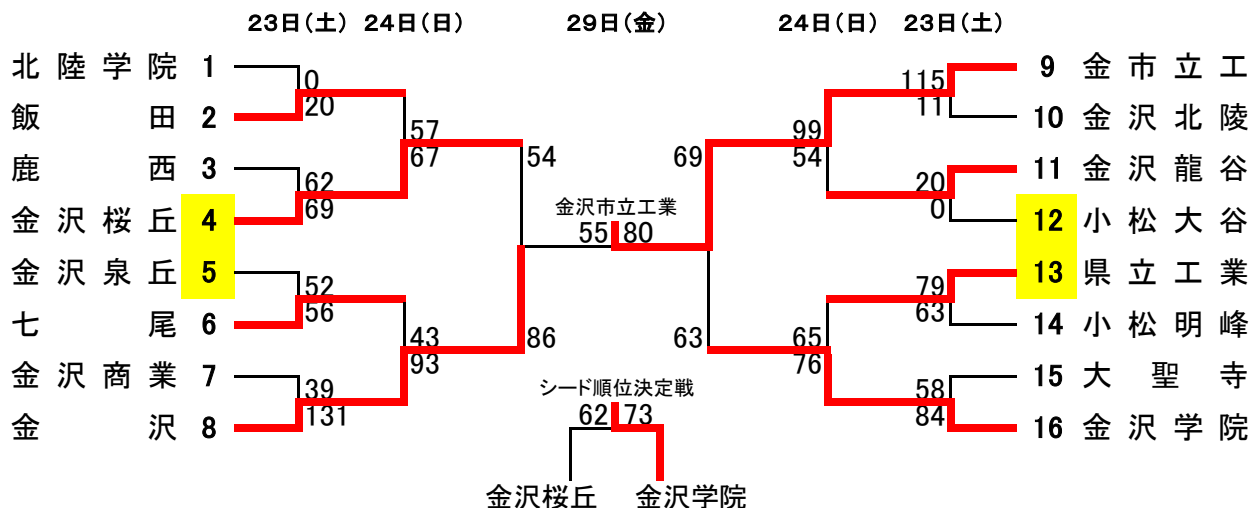 23日(土) 24日(日) 29日(金) 24日(日) 23日(土)
北陸学院 1
0
20
飯田 2
57
67
鹿西 3
62
69
金沢桜丘 4
54
金沢泉丘 5
52
56
七尾 6
43
93
金沢商業 7
39
131
金沢 8
86
金沢市立工業
55 80
69
63
115
11
9 金市立工
10 金沢北陵
99
54
20
0
11 金沢龍谷
12 小松大谷
79
63
13 県立工業
14 小松明峰
65
76
58
84
15 大聖寺
16 金沢学院
シード順位決定戦
62 73
金沢桜丘 金沢学院